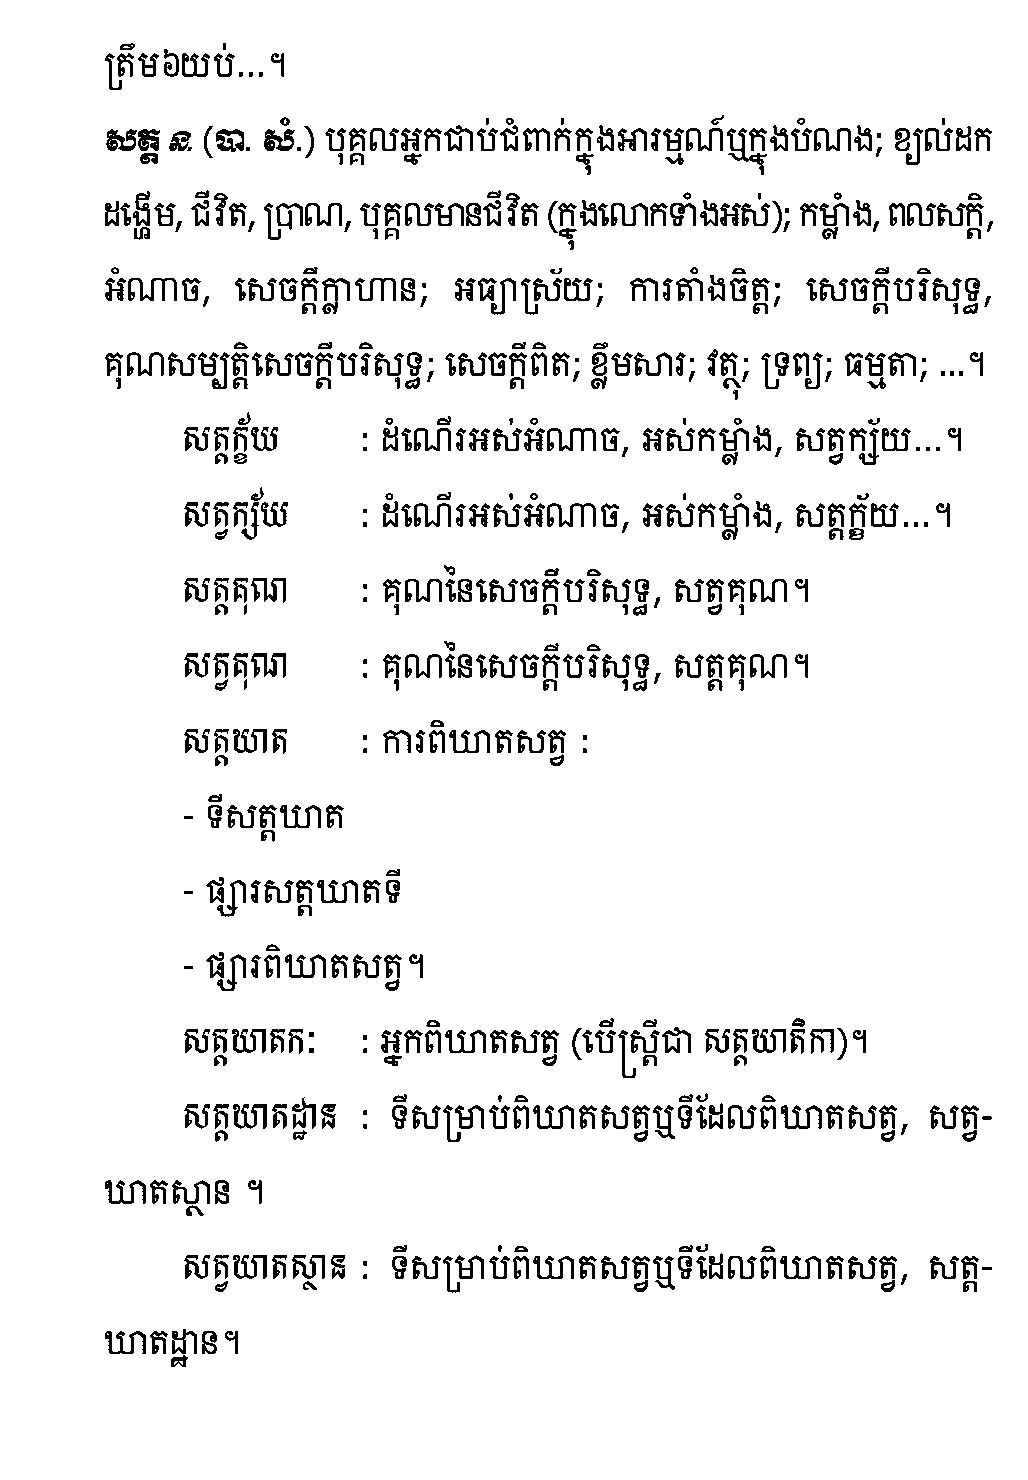 ត្រឹម៦យប់...។
សត្ត ន. (បា. សំ.) បុគ្គលអ្នកជាប់ជំពាក់ក្នុងអារម្មណ៍ឬក្នុងបំណង; ខ្យល់ដក
ដង្ហើម, ជីវិត, ប្រាណ, បុគ្គលមានជីវិត (ក្នុងលោកទាំងអស់); កម្លាំង, ពលសក្តិ,
អំណាច, សេចក្តីក្លាហាន; អធ្យាស្រ័យ; ការតាំងចិត្ត; សេចក្តីបរិសុទ្ធ,
គុណសម្បត្តិសេចក្តីបរិសុទ្ធ; សេចក្តីពិត; ខ្លឹមសារ; វត្ថុ; ទ្រព្យ; ធម្មតា; ...។
សត្តក្ខ័យ : ដំណើរអស់អំណាច, អស់កម្លាំង, សត្វក្ស័យ...។
សត្វក្ស័យ : ដំណើរអស់អំណាច, អស់កម្លាំង, សត្តក្ខ័យ...។
សត្តគុណ : គុណនៃសេចក្តីបរិសុទ្ធ, សត្វគុណ។
សត្វគុណ : គុណនៃសេចក្តីបរិសុទ្ធ, សត្តគុណ។
សត្តឃាត : ការពិឃាតសត្វ :
- ទីសត្តឃាត
- ផ្សារសត្តឃាតទី
- ផ្សារពិឃាតសត្វ។
សត្តឃាតកៈ : អ្នកពិឃាតសត្វ (បើស្ត្រីជា សត្តឃាតិកា)។
សត្តឃាតដ្ឋាន : ទីសម្រាប់ពិឃាតសត្វឬទីដែលពិឃាតសត្វ, សត្វ-
ឃាតស្ថាន ។
សត្វឃាតស្ថាន : ទីសម្រាប់ពិឃាតសត្វឬទីដែលពិឃាតសត្វ, សត្ត-
ឃាតដ្ឋាន។